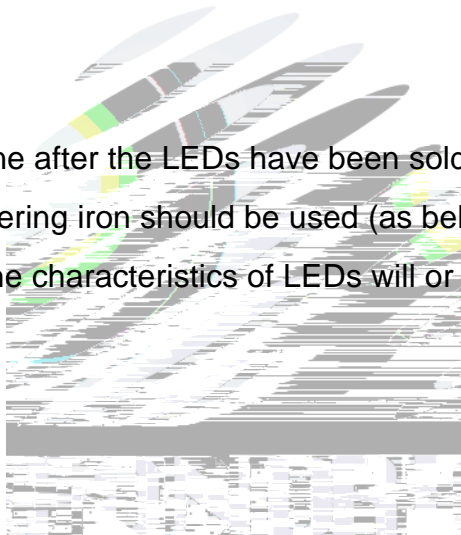 ne after the LEDs have been sold
ering iron should be used (as bel
ne characteristics of LEDs will or